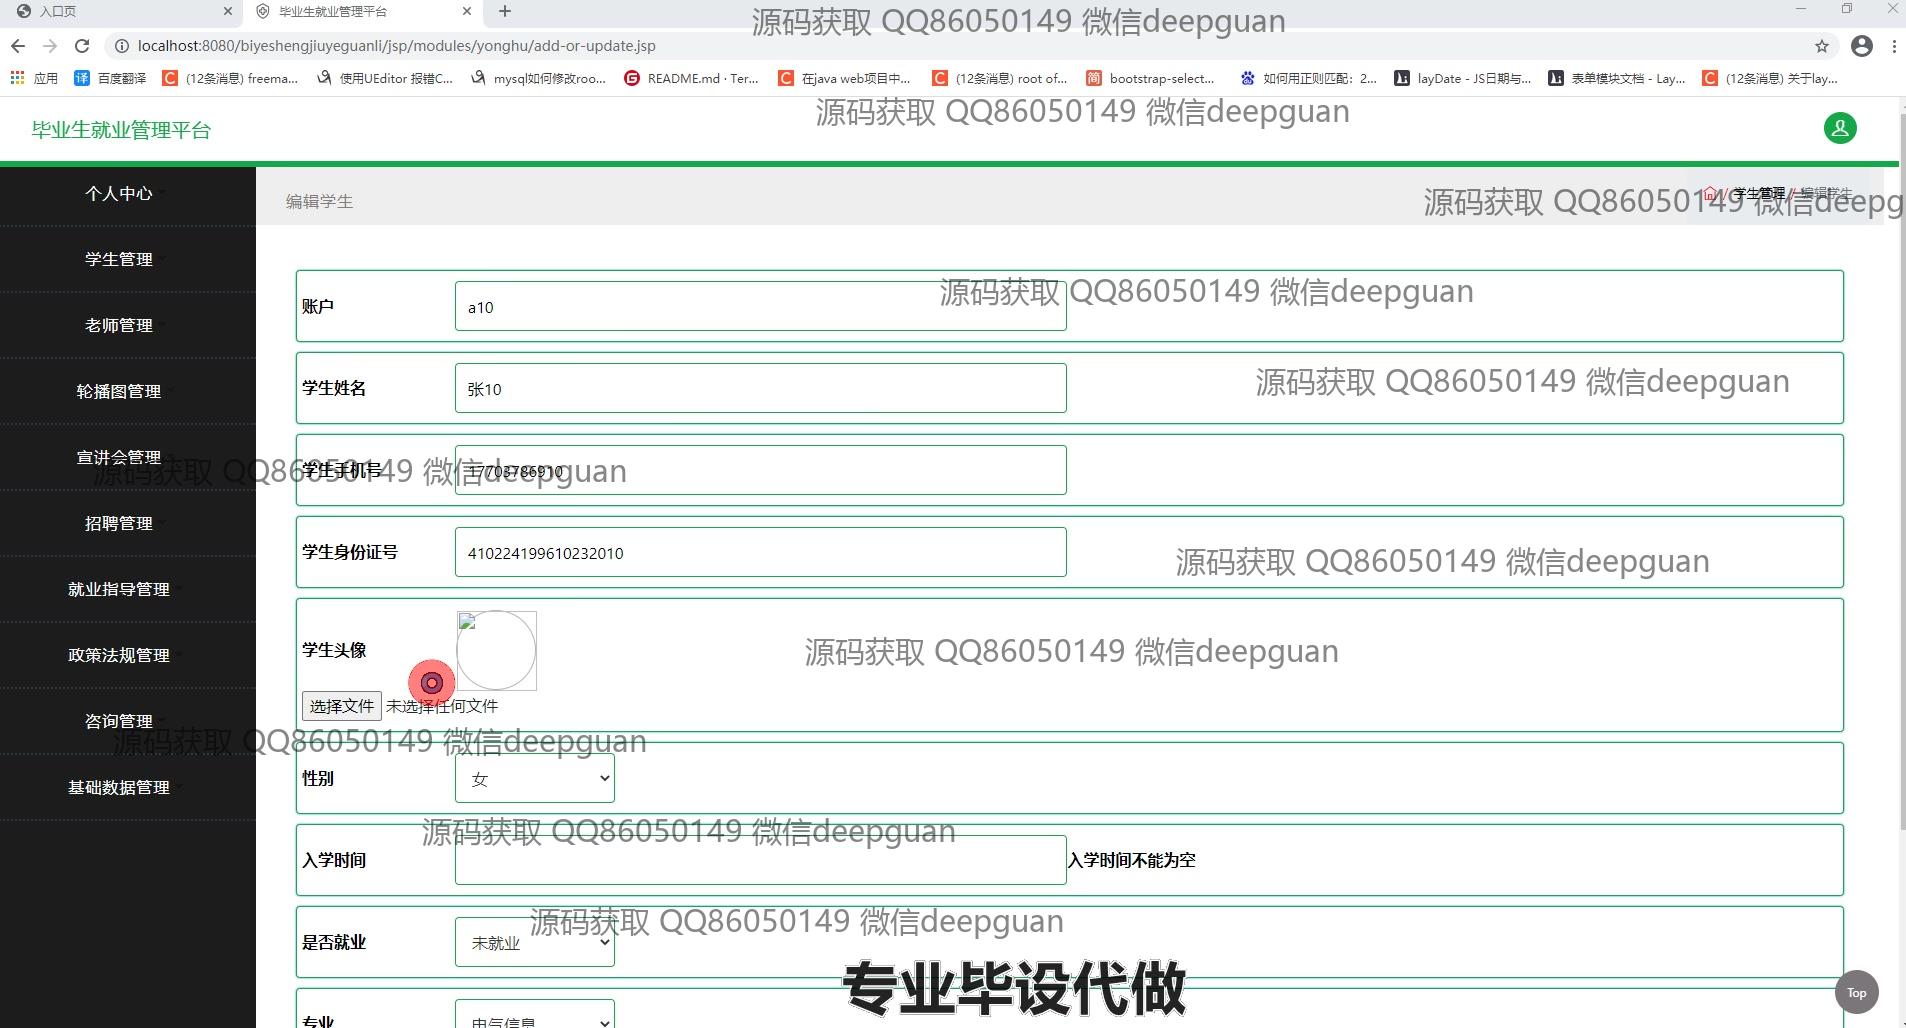 入口页
毕业生就业管理平台
源码获取 QQ86050149 微信deepguan
localhost:8080/biyeshengjiuyeguanli/jsp/modules/yonghu/add-or-update.jsp
应用
百度翻译
(12条消息) freema...
使用UEditor 报错C...
mysql如何修改roo...
README.md · Ter...
在java web项目中...
(12条消息) root of...
bootstrap-select...
如何用正则匹配：2...
layDate - JS日期与...
表单模块文档 - Lay...
(12条消息) 关于lay...
源码获取 QQ86050149 微信deepguan
毕业生就业管理平台
个人中心
学生管理
老师管理
轮播图管理
宣讲会管理
招聘管理
就业指导管理
政策法规管理
咨询管理
基础数据管理
编辑学生
/ 学生管理 / 编辑学生
源码获取 QQ86050149 微信deepg
账户
a10
源码获取 QQ86050149 微信deepguan
学生姓名
张10
源码获取 QQ86050149 微信deepguan
学生手机号
17703786910
源码获取 QQ86050149 微信deepguan
学生身份证号
410224199610232010
源码获取 QQ86050149 微信deepguan
学生头像
源码获取 QQ86050149 微信deepguan
选择文件 未选择任何文件
源码获取 QQ86050149 微信deepguan
性别
女
源码获取 QQ86050149 微信deepguan
入学时间
入学时间不能为空
源码获取 QQ86050149 微信deepguan
是否就业
未就业
专业毕设代做
Top
专业
电气信息